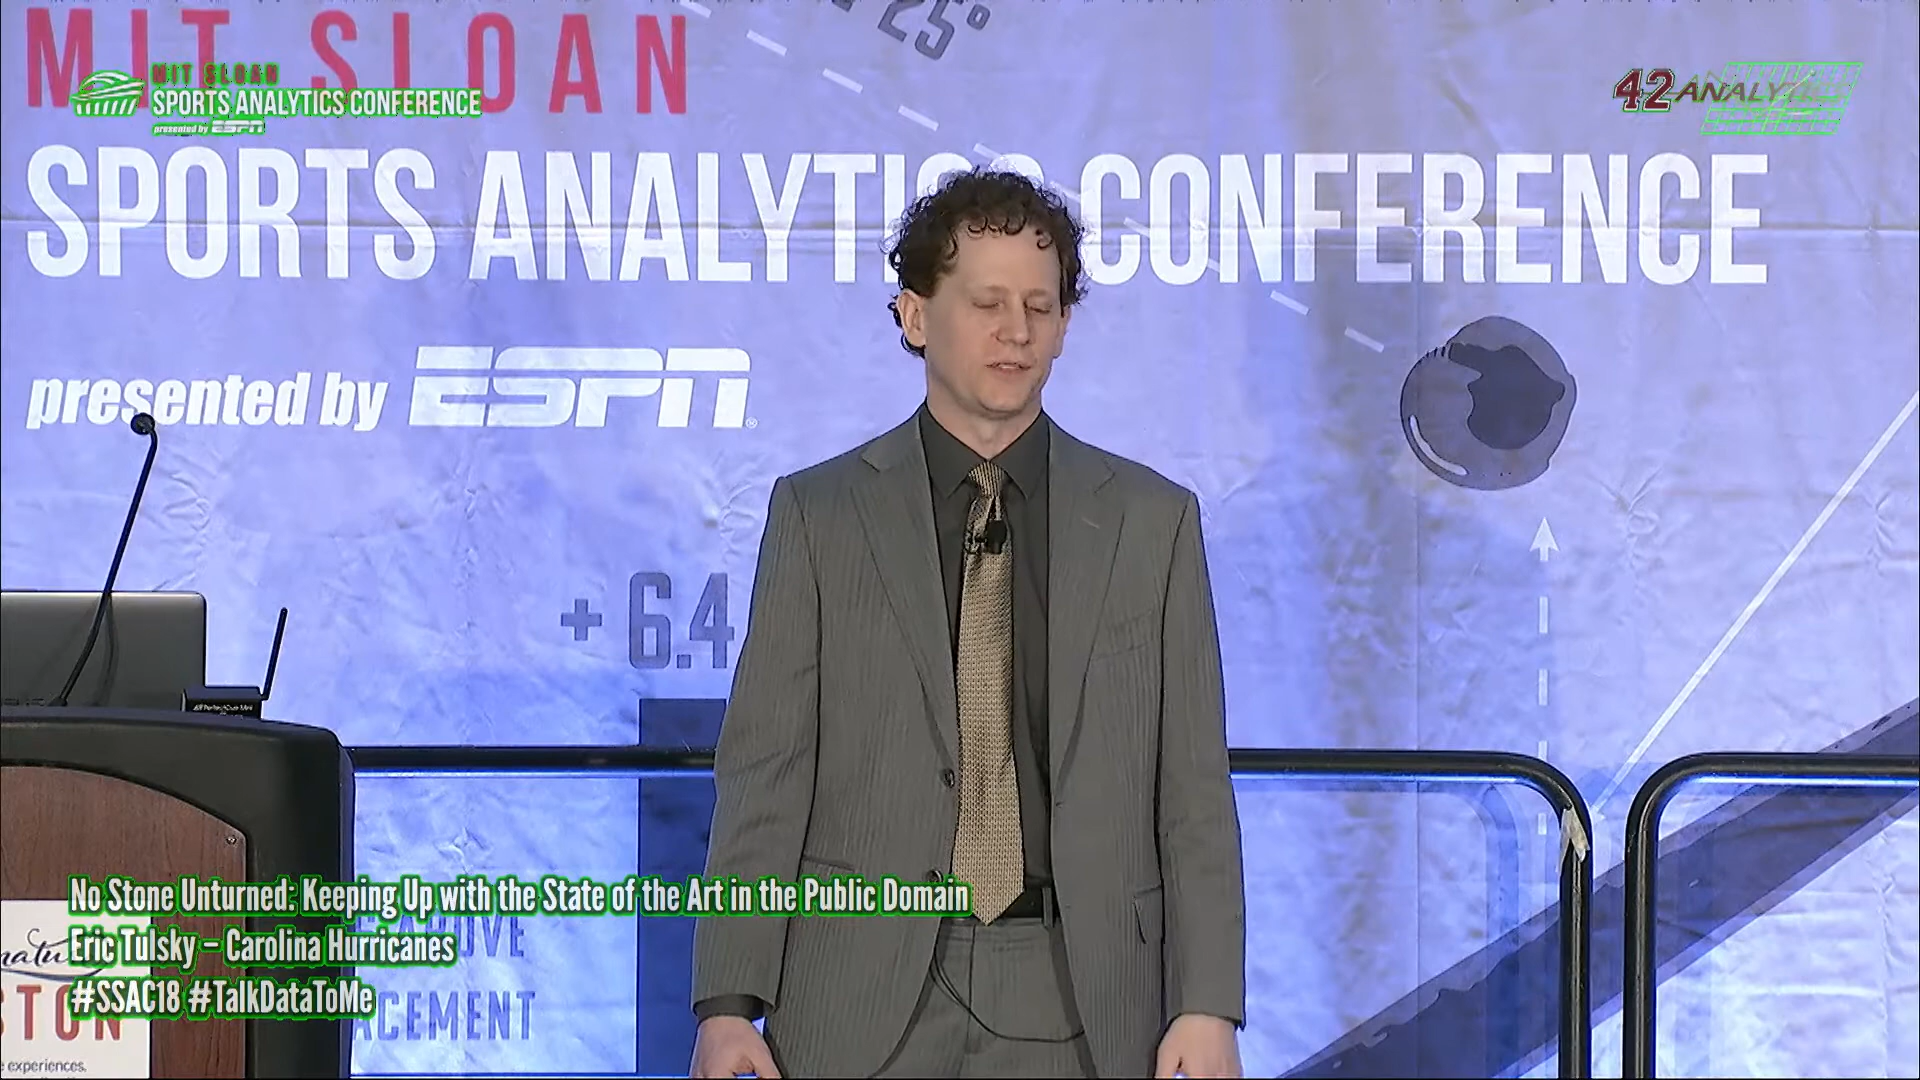 MIT SLOAN
25°
MIT SLOAN
SPORTS ANALYTICS CONFERENCE
presented by ESPN
42 ANALYTICS
SPORTS ANALYTICS CONFERENCE
presented by ESPN®
+ 6.4
No Stone Unturned: Keeping Up with the State of the Art in the Public Domain
Eric Tulsky – Carolina Hurricanes
#SSAC18 #TalkDataToMe
ACEMENT
STON
experiences.